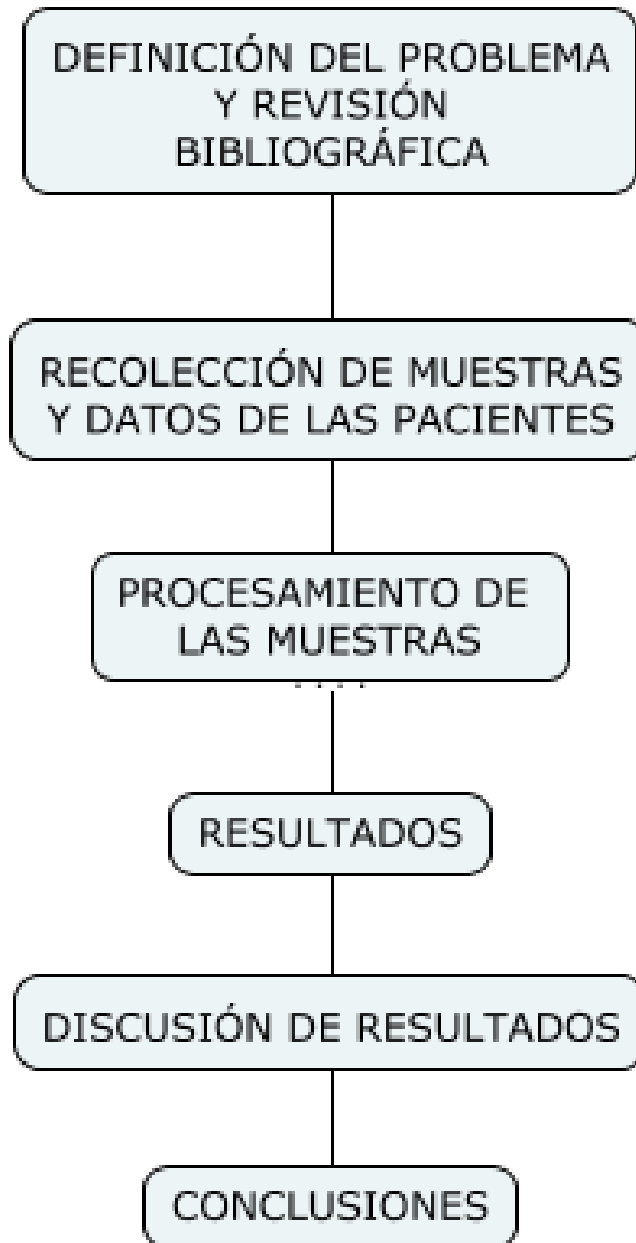 DEFINICIÓN DEL PROBLEMA
Y REVISIÓN
BIBLIOGRÁFICA
RECOLECCIÓN DE MUESTRAS
Y DATOS DE LAS PACIENTES
PROCESAMIENTO DE
LAS MUESTRAS
....
RESULTADOS
DISCUSIÓN DE RESULTADOS
CONCLUSIONES